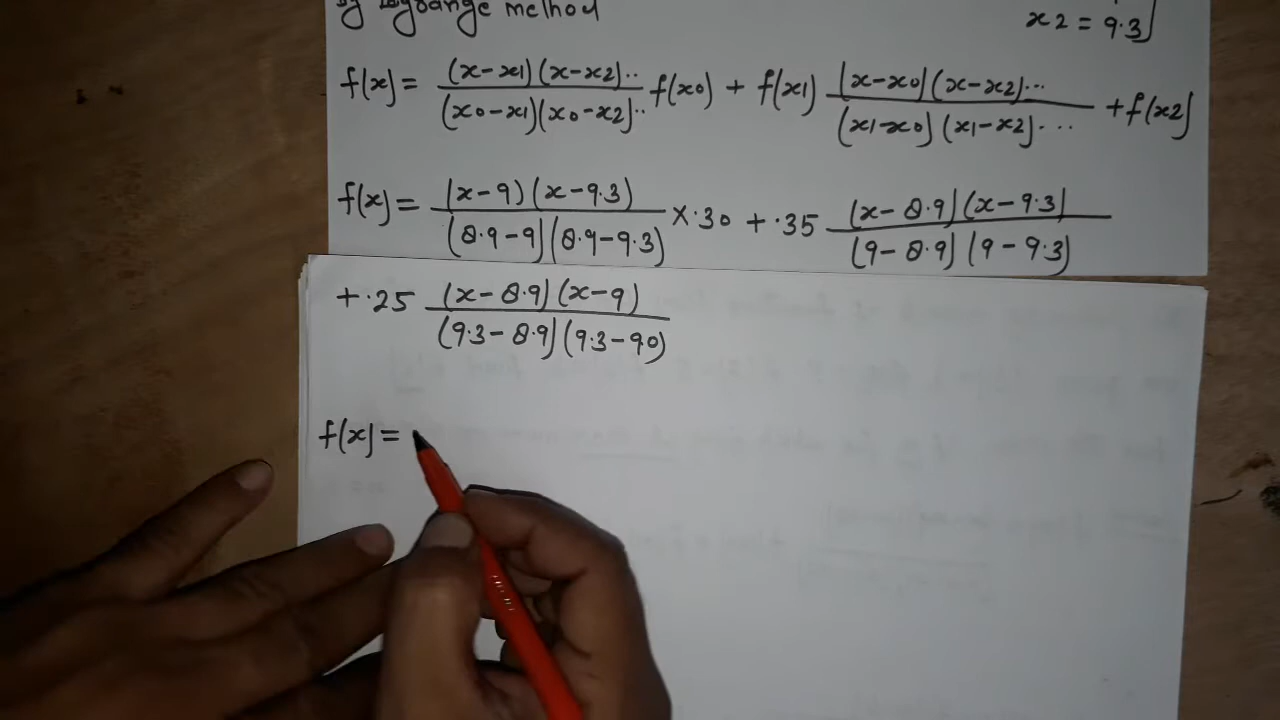 by lagrange method
x2 = 9.3]
f(x) = (x-x1)(x-x2).. / (x0-x1)(x0-x2).. f(x0) + f(x1) (x-x0)(x-x2)... / (x1-x0)(x1-x2).... + f(x2)
f(x) = (x-9)(x-9.3) / (8.9-9)(8.9-9.3) × .30 + .35 (x-8.9)(x-9.3) / (9-8.9)(9-9.3)
+ .25 (x-8.9)(x-9) / (9.3-8.9)(9.3-9.0)
f(x) =